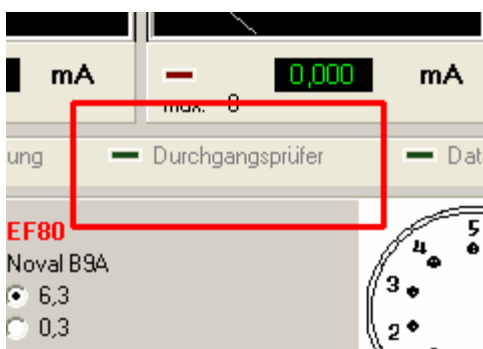 mA 0,000 mA
max. 8
ung Durchgangsprüfer Dat
EF80
Noval B9A
6,3
0,3
5
4
3
2